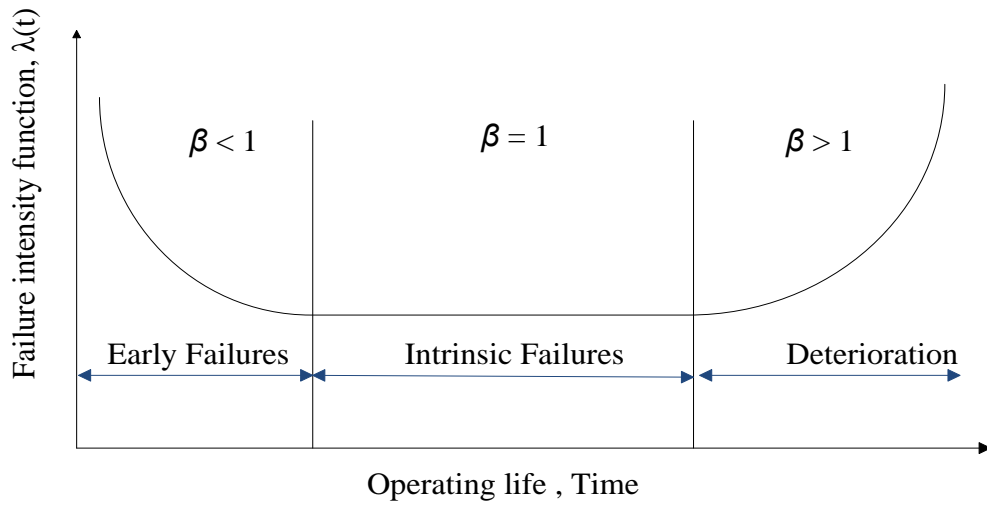 Failure intensity function, λ(t)
β < 1
β = 1
β > 1
Early Failures
Intrinsic Failures
Deterioration
Operating life , Time